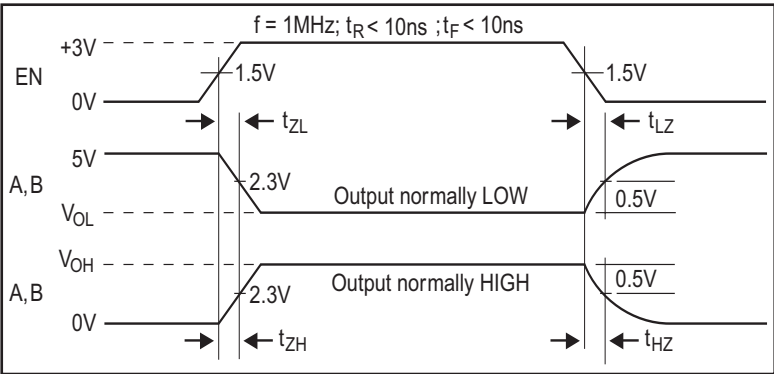 f = 1MHz; tR < 10ns ; tF < 10ns
+3V
EN
1.5V
1.5V
0V
tZL
tLZ
5V
A,B
2.3V
Output normally LOW
0.5V
VOL
VOH
A,B
2.3V
Output normally HIGH
0.5V
0V
tZH
tHZ